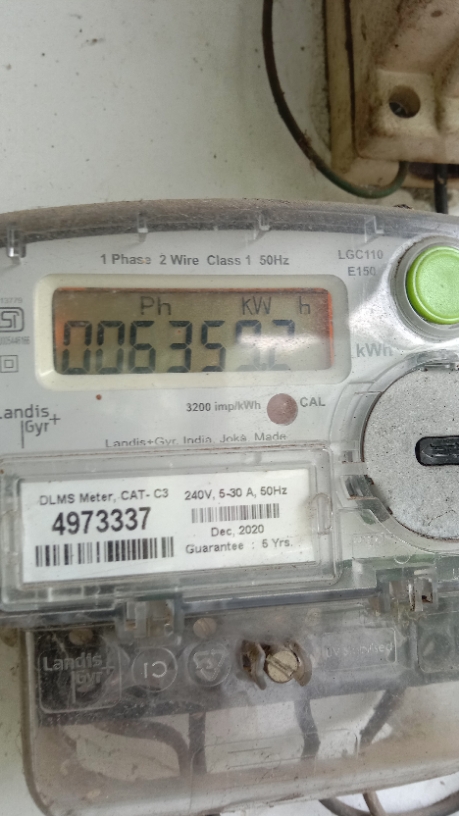 1 Phase 2 Wire Class 1 50Hz
LGC110
E150
Ph KW h
kWh
3200 imp/kWh CAL
Landis+
Gyr
Landis+Gyr, India, Joka, Made
DLMS Meter, CAT- C3 240V, 5-30 A, 50Hz
4973337
Dec, 2020
Guarantee : 5 Yrs.
Landis+
Gyr